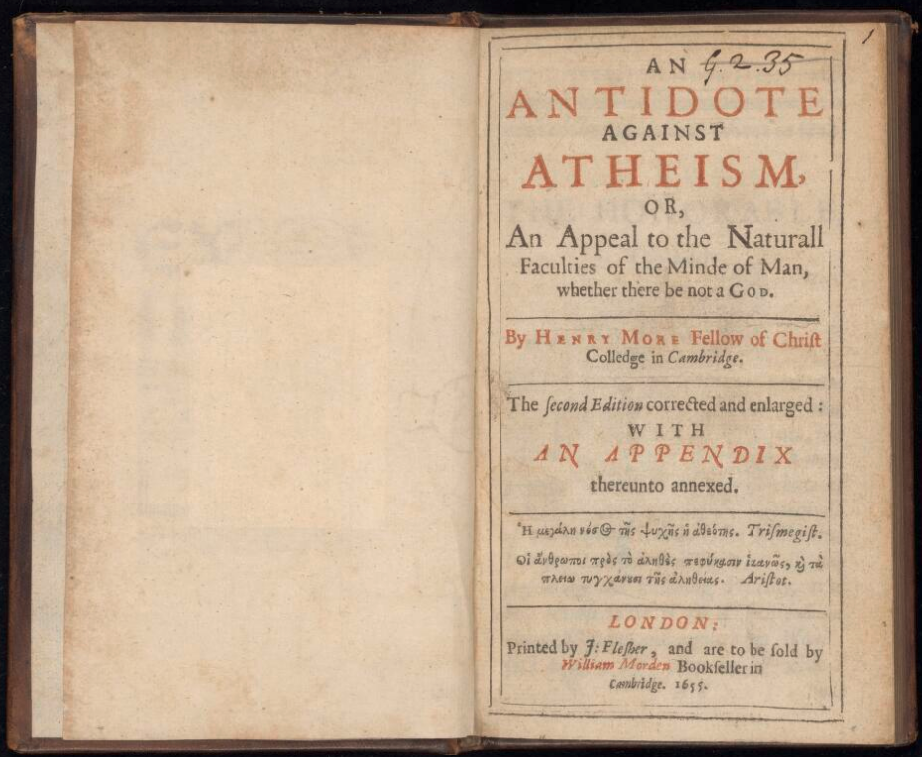 1
AN G.2.35
ANTIDOTE
AGAINST
ATHEISM,
OR,
An Appeal to the Naturall
Faculties of the Minde of Man,
whether there be not a GOD.
By HENRY MORE Fellow of Chriſt
Colledge in Cambridge.
The ſecond Edition corrected and enlarged :
WITH
AN APPENDIX
thereunto annexed.
Ἡ μεγάλη νόσος τῆς ψυχῆς ἡ ἀθεότης. Triſmegiſt.
Οἱ ἄνθρωποι πρὸς τὸ ἀληθὲς πεφύκασιν ἱκανῶς, ϗ τὰ
πλείω τυγχάνουσι τῆς ἀληθείας. Ariſtot.
LONDON:
Printed by J: Fleſher, and are to be ſold by
William Morden Bookſeller in
Cambridge. 1655.